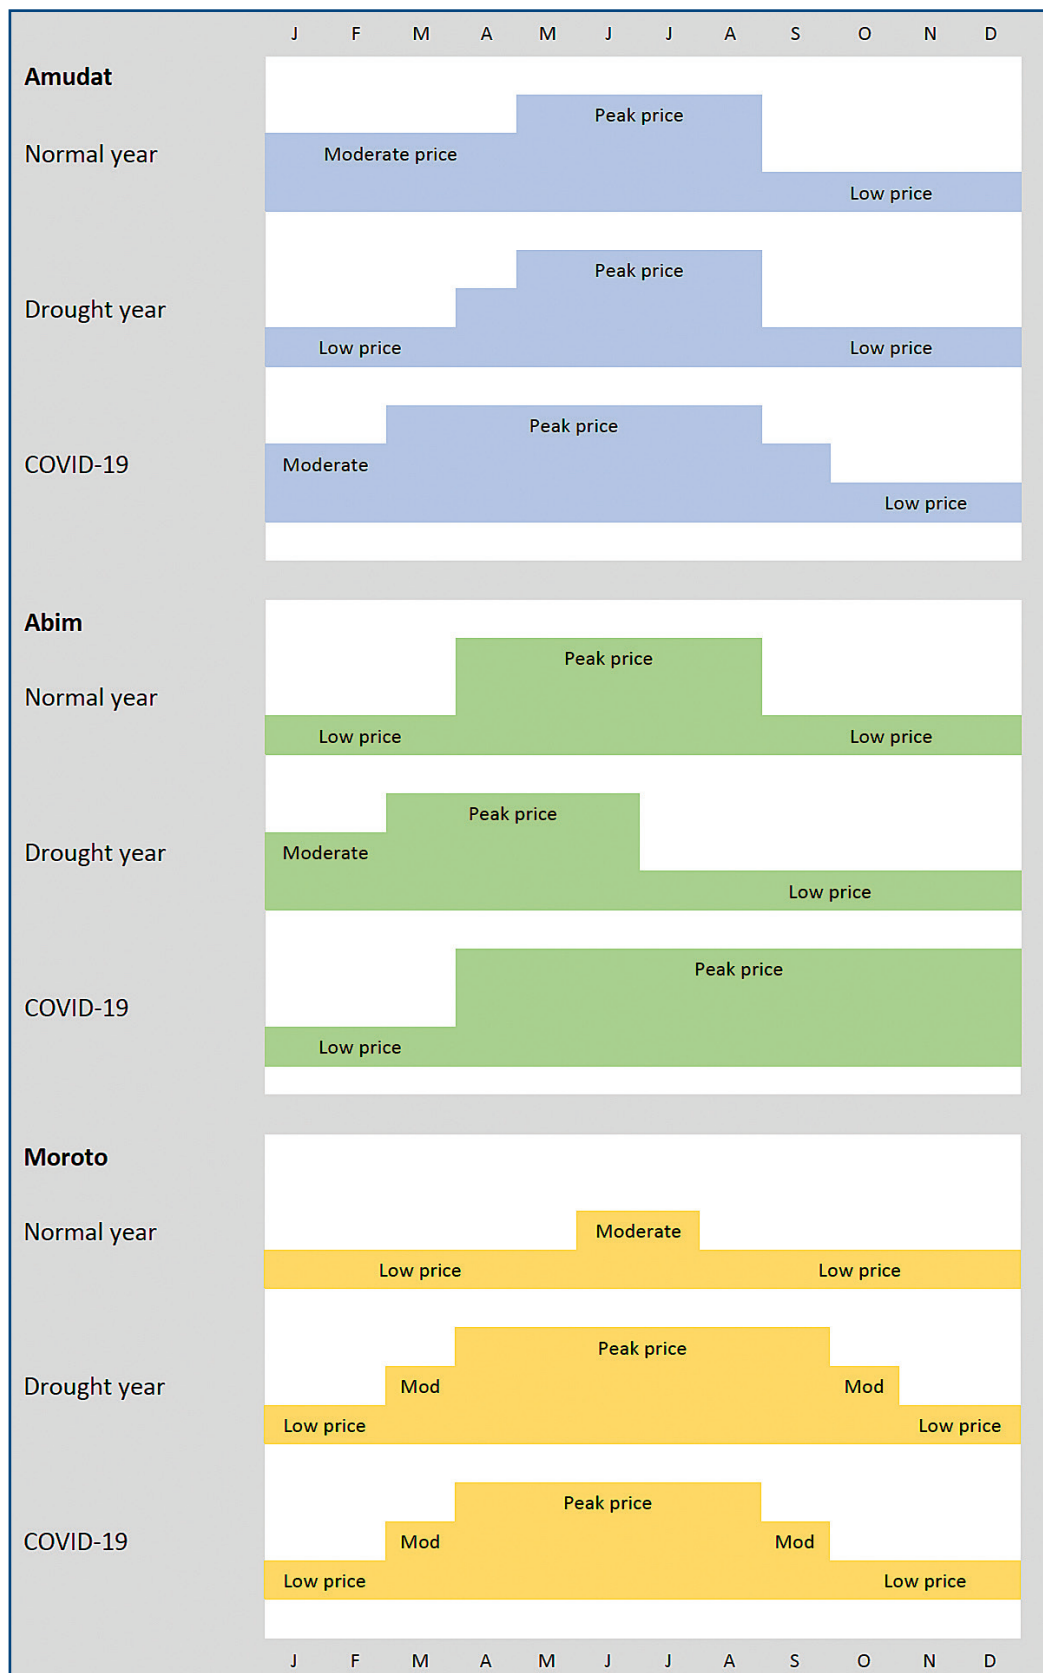 J F M A M J J A S O N D
Amudat
Peak price
Normal year
Moderate price
Low price
Peak price
Drought year
Low price
Low price
Peak price
COVID-19
Moderate
Low price
Abim
Peak price
Normal year
Low price
Low price
Peak price
Drought year
Moderate
Low price
Peak price
COVID-19
Low price
Moroto
Normal year
Moderate
Low price
Low price
Peak price
Drought year
Mod
Mod
Low price
Low price
Peak price
COVID-19
Mod
Mod
Low price
Low price
J F M A M J J A S O N D